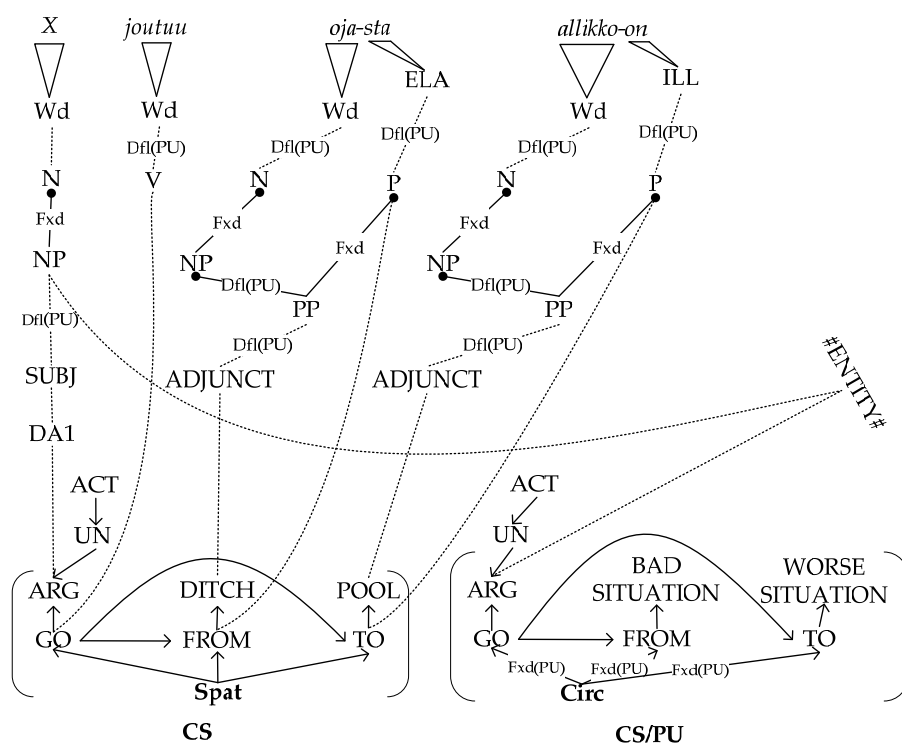 X joutuu oja-sta allikko-on
ELA ILL
Wd Wd Wd Wd
Dfl(PU) Dfl(PU) Dfl(PU) Dfl(PU) Dfl(PU)
N V N P N P
Fxd Fxd Fxd Fxd Fxd
NP NP NP
Dfl(PU) Dfl(PU)
PP PP
Dfl(PU) Dfl(PU) Dfl(PU)
SUBJ ADJUNCT ADJUNCT #ENTITY#
DA1
ACT ACT
UN UN
ARG DITCH POOL ARG BAD SITUATION WORSE SITUATION
GO FROM TO GO FROM TO
Fxd(PU) Fxd(PU) Fxd(PU)
Spat Circ
CS CS/PU